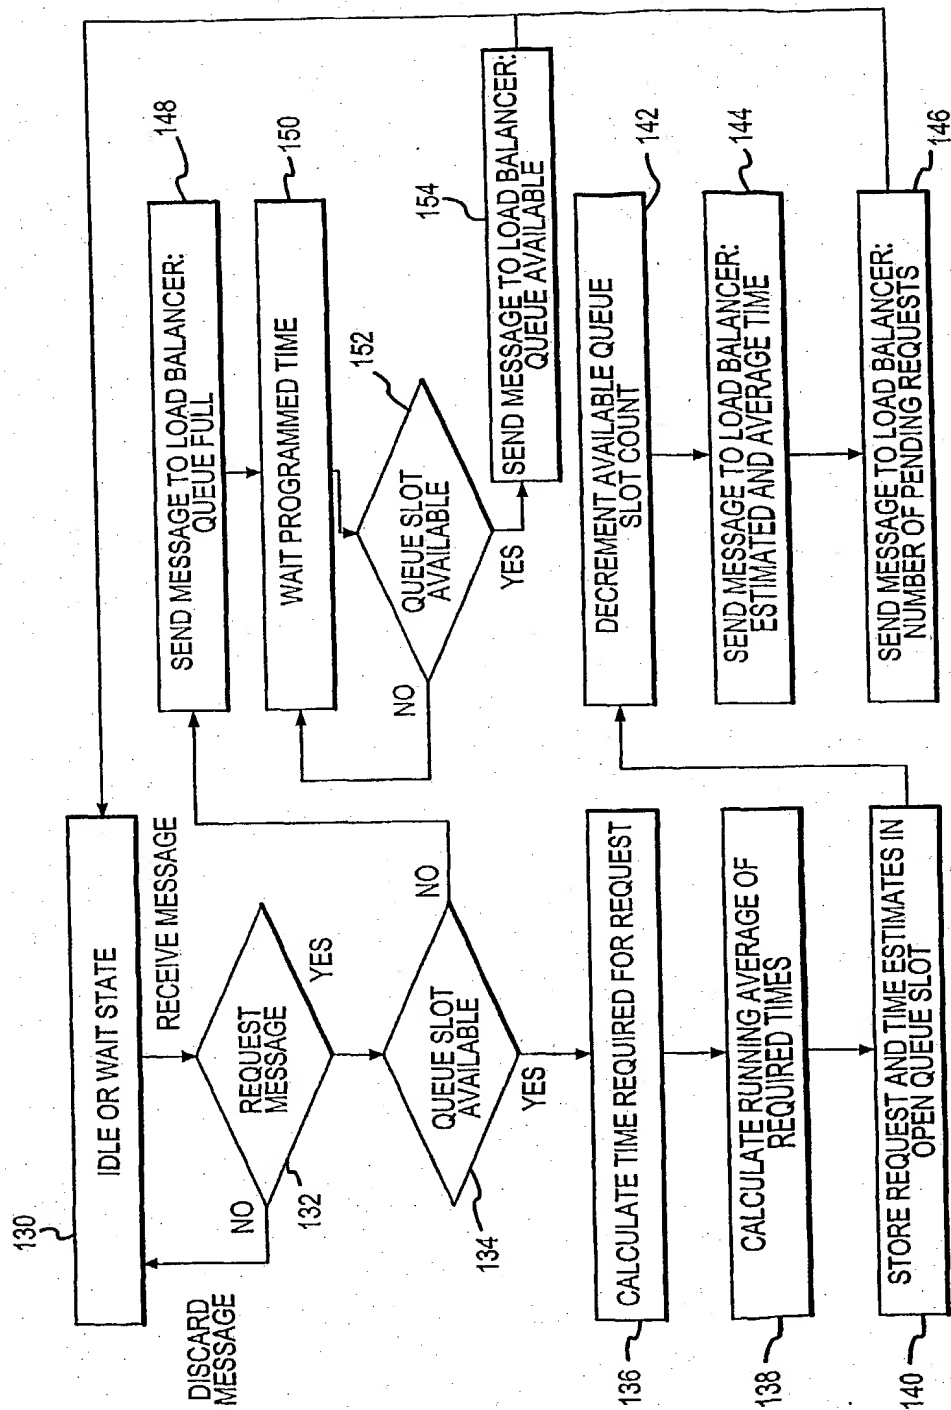 130
IDLE OR WAIT STATE
RECEIVE MESSAGE
DISCARD
MESSAGE
NO
REQUEST
MESSAGE
YES
132
QUEUE SLOT
AVAILABLE
NO
YES
134
CALCULATE TIME REQUIRED FOR REQUEST
136
CALCULATE RUNNING AVERAGE OF
REQUIRED TIMES
138
STORE REQUEST AND TIME ESTIMATES IN
OPEN QUEUE SLOT
140
SEND MESSAGE TO LOAD BALANCER:
QUEUE FULL
148
WAIT PROGRAMMED TIME
150
QUEUE SLOT
AVAILABLE
152
NO
YES
154
SEND MESSAGE TO LOAD BALANCER:
QUEUE AVAILABLE
DECREMENT AVAILABLE QUEUE
SLOT COUNT
142
SEND MESSAGE TO LOAD BALANCER:
ESTIMATED AND AVERAGE TIME
144
SEND MESSAGE TO LOAD BALANCER:
NUMBER OF PENDING REQUESTS
146